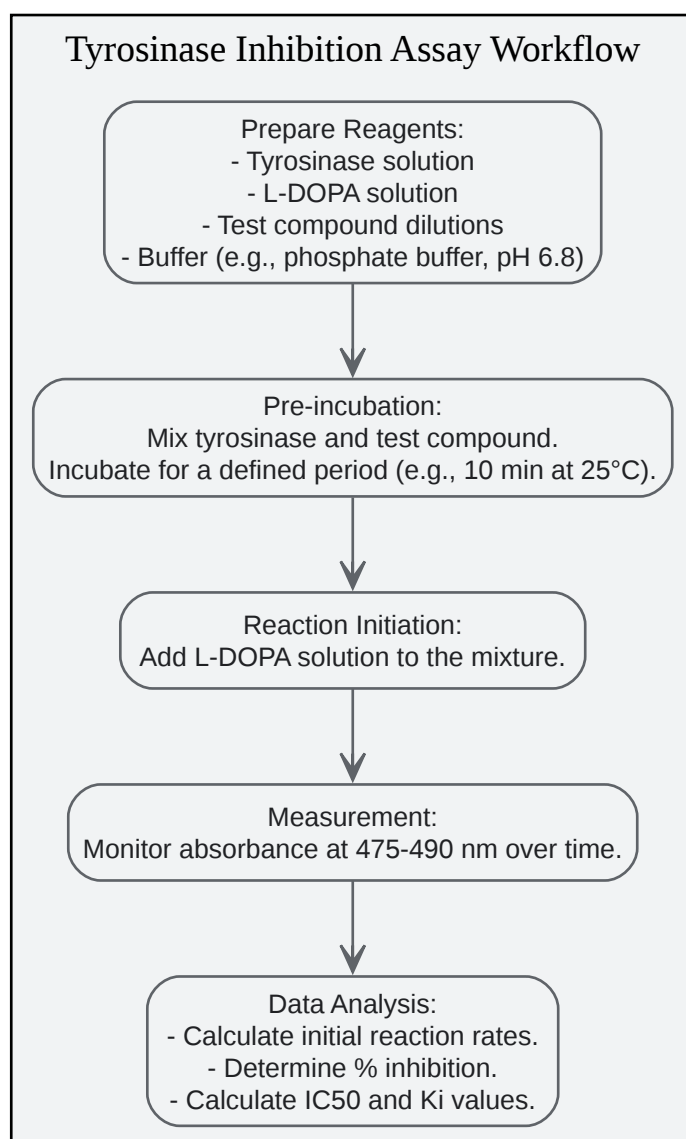 Tyrosinase Inhibition Assay Workflow
Prepare Reagents:
- Tyrosinase solution
- L-DOPA solution
- Test compound dilutions
- Buffer (e.g., phosphate buffer, pH 6.8)
Pre-incubation:
Mix tyrosinase and test compound.
Incubate for a defined period (e.g., 10 min at 25°C).
Reaction Initiation:
Add L-DOPA solution to the mixture.
Measurement:
Monitor absorbance at 475-490 nm over time.
Data Analysis:
- Calculate initial reaction rates.
- Determine % inhibition.
- Calculate IC50 and Ki values.